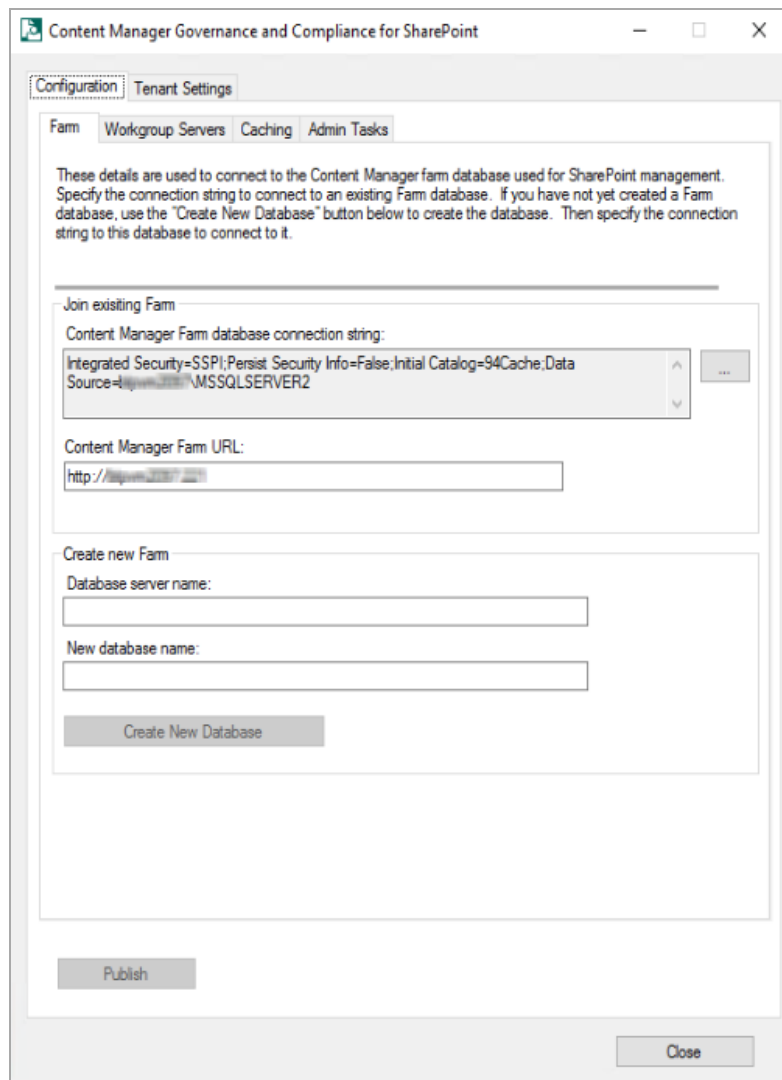 Content Manager Governance and Compliance for SharePoint
Configuration Tenant Settings
Farm Workgroup Servers Caching Admin Tasks
These details are used to connect to the Content Manager farm database used for SharePoint management.
Specify the connection string to connect to an existing Farm database. If you have not yet created a Farm
database, use the "Create New Database" button below to create the database. Then specify the connection
string to this database to connect to it.
Join exisiting Farm
Content Manager Farm database connection string:
Integrated Security=SSPI;Persist Security Info=False;Initial Catalog=94Cache;Data
Source=\MSSQLSERVER2
...
Content Manager Farm URL:
http://
Create new Farm
Database server name:
New database name:
Create New Database
Publish
Close